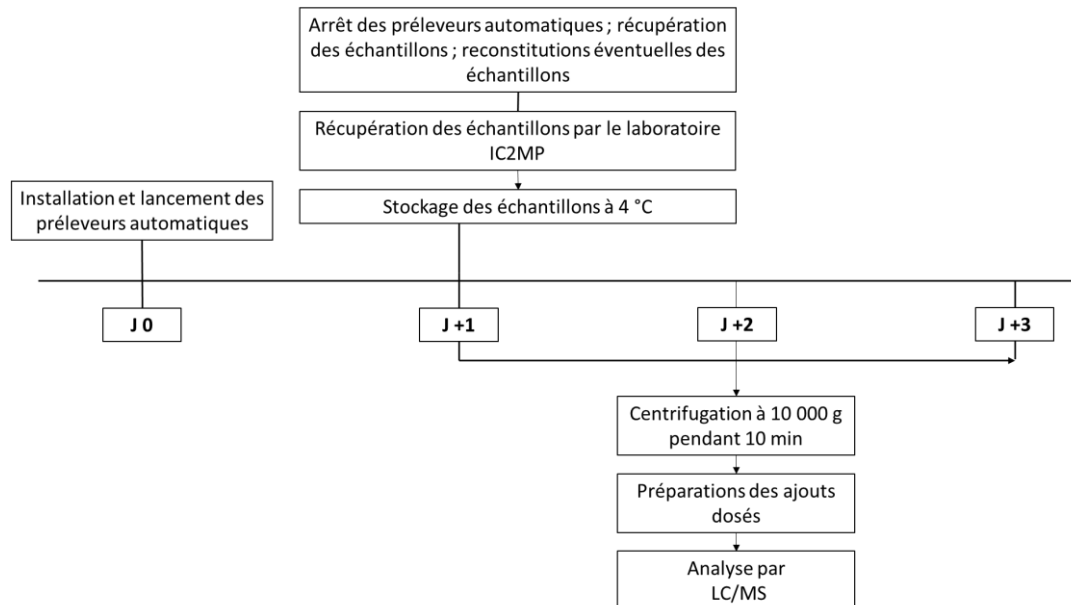 Arrêt des préleveurs automatiques ; récupération
des échantillons ; reconstitutions éventuelles des
échantillons
Récupération des échantillons par le laboratoire
IC2MP
Installation et lancement des
préleveurs automatiques
Stockage des échantillons à 4 °C
J 0
J +1
J +2
J +3
Centrifugation à 10 000 g
pendant 10 min
Préparations des ajouts
dosés
Analyse par
LC/MS